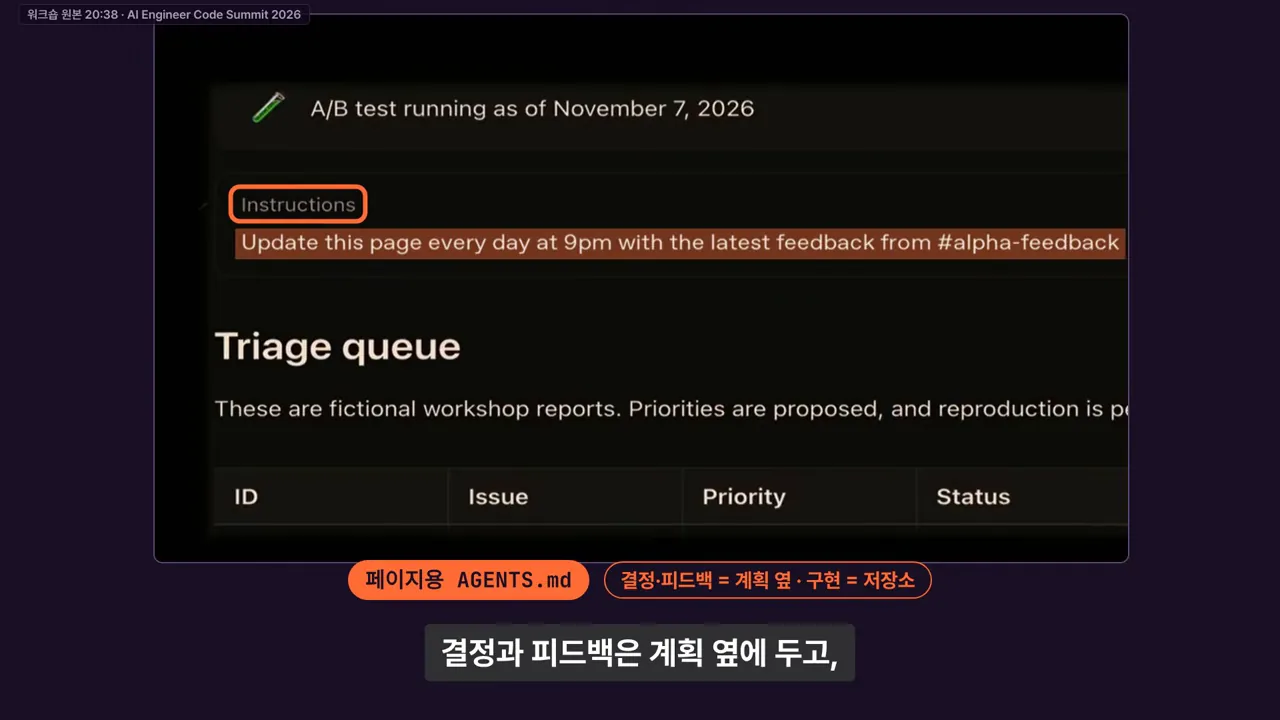 워크숍 원본 20:38 · AI Engineer Code Summit 2026
A/B test running as of November 7, 2026
Instructions
Update this page every day at 9pm with the latest feedback from #alpha-feedback
Triage queue
These are fictional workshop reports. Priorities are proposed, and reproduction is
ID Issue Priority Status
페이지용 AGENTS.md 결정·피드백 = 계획 옆 · 구현 = 저장소
결정과 피드백은 계획 옆에 두고,